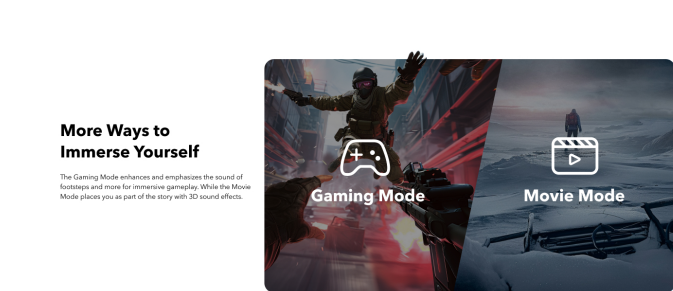 More Ways to
Immerse Yourself
The Gaming Mode enhances and emphasizes the sound of
footsteps and more for immersive gameplay. While the Movie
Mode places you as part of the story with 3D sound effects.
Gaming Mode
Movie Mode